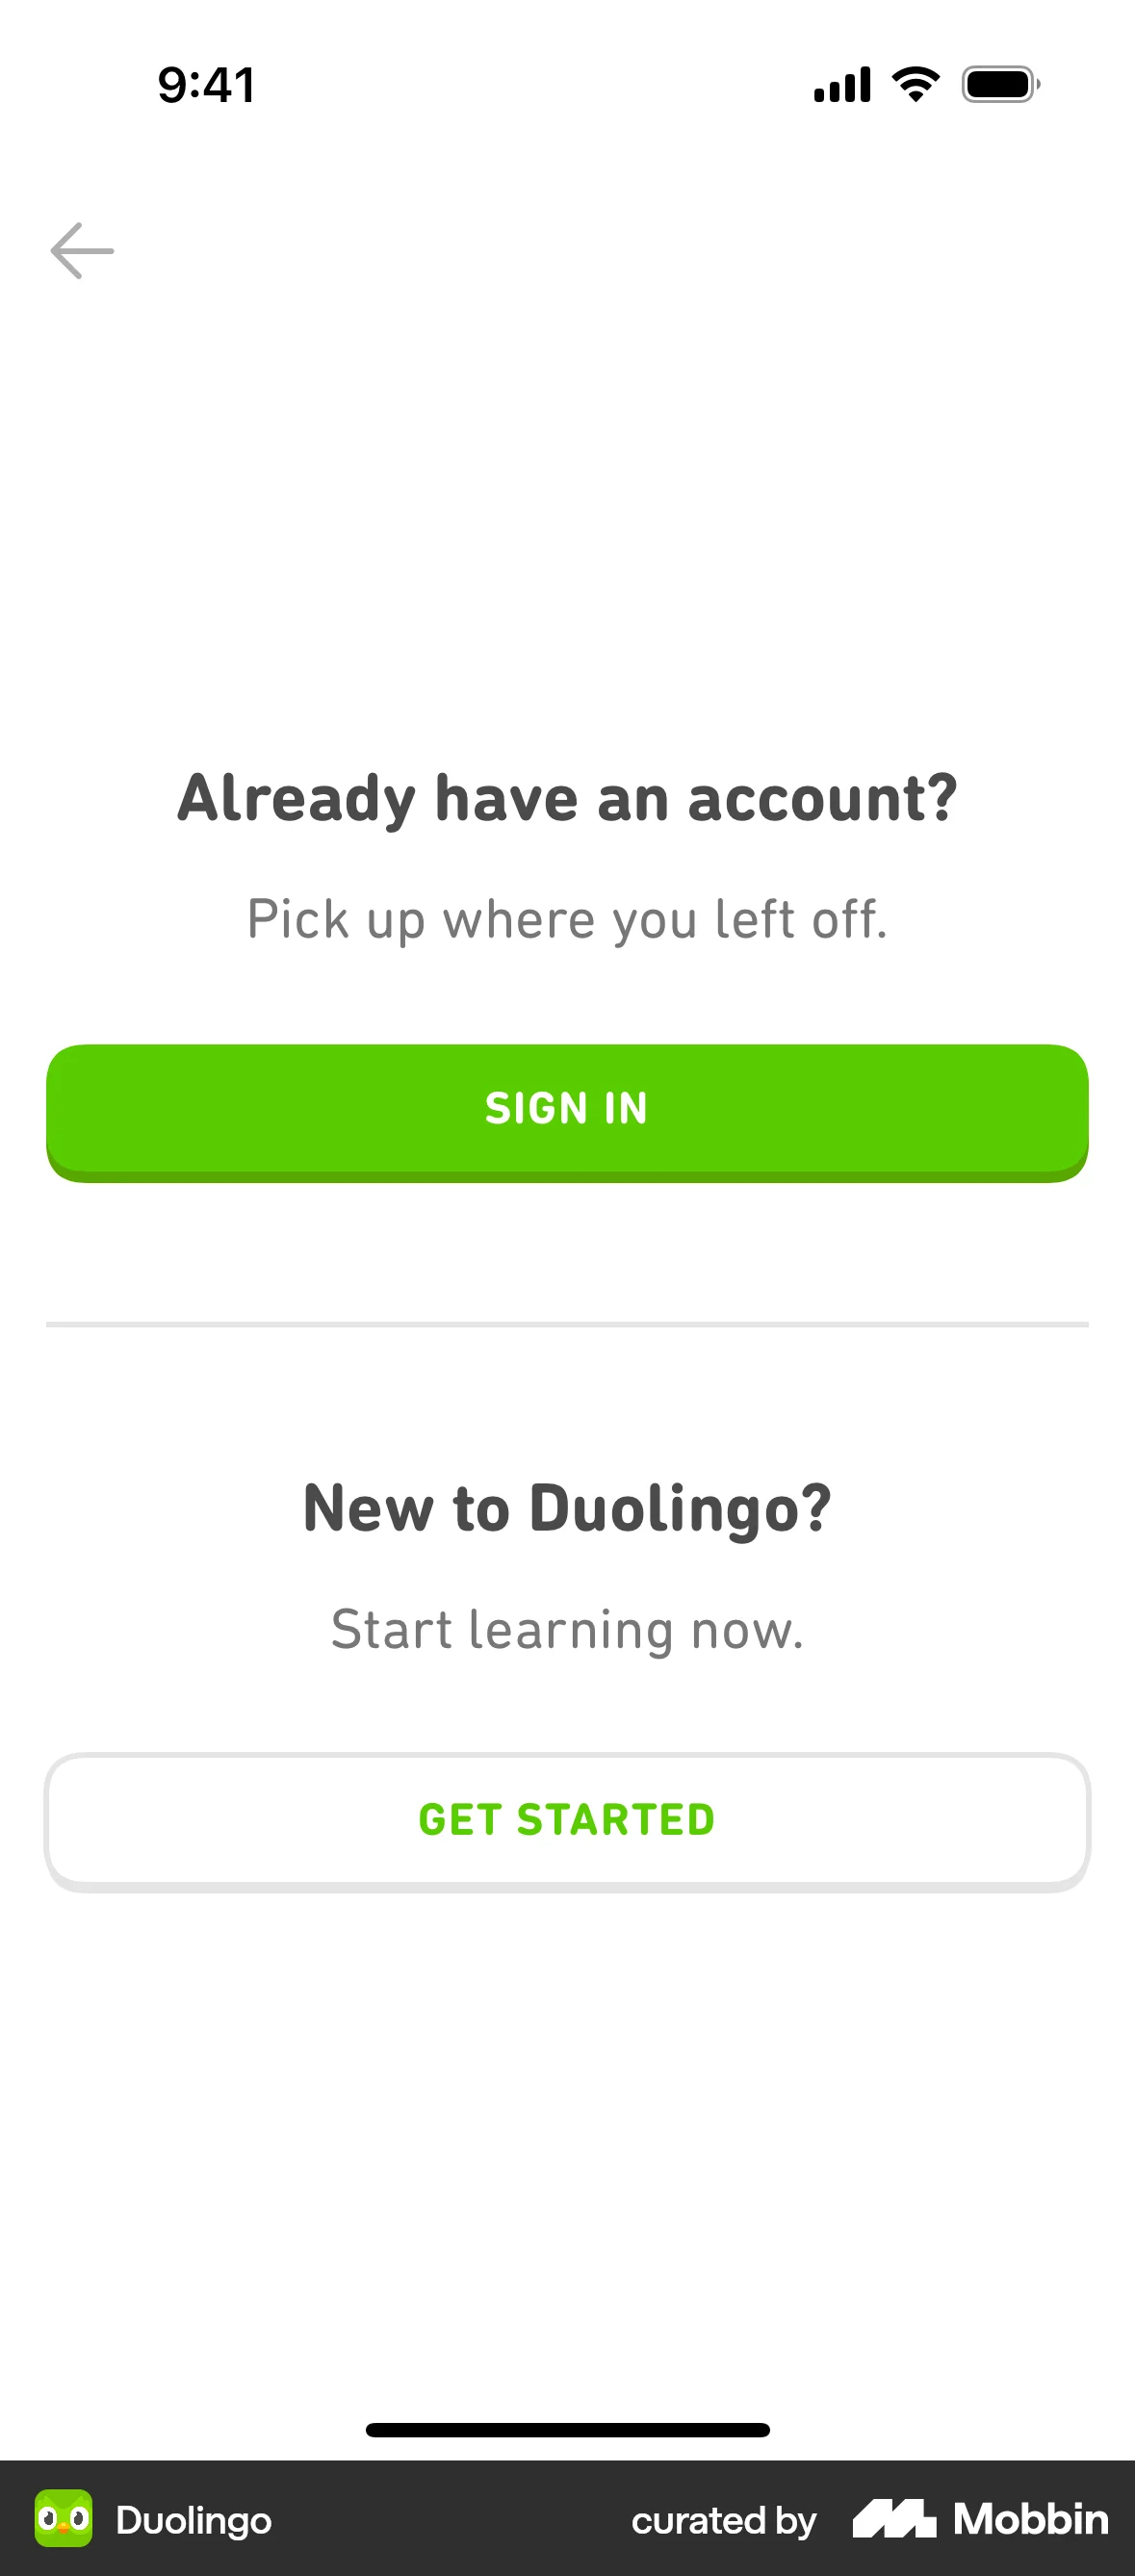 9:41
Already have an account?
Pick up where you left off.
SIGN IN
New to Duolingo?
Start learning now.
GET STARTED
Duolingo
curated by Mobbin